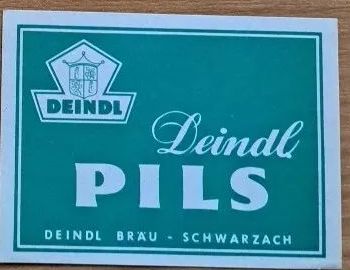 DEINDL
Deindl
PILS
DEINDL BRÄU - SCHWARZACH